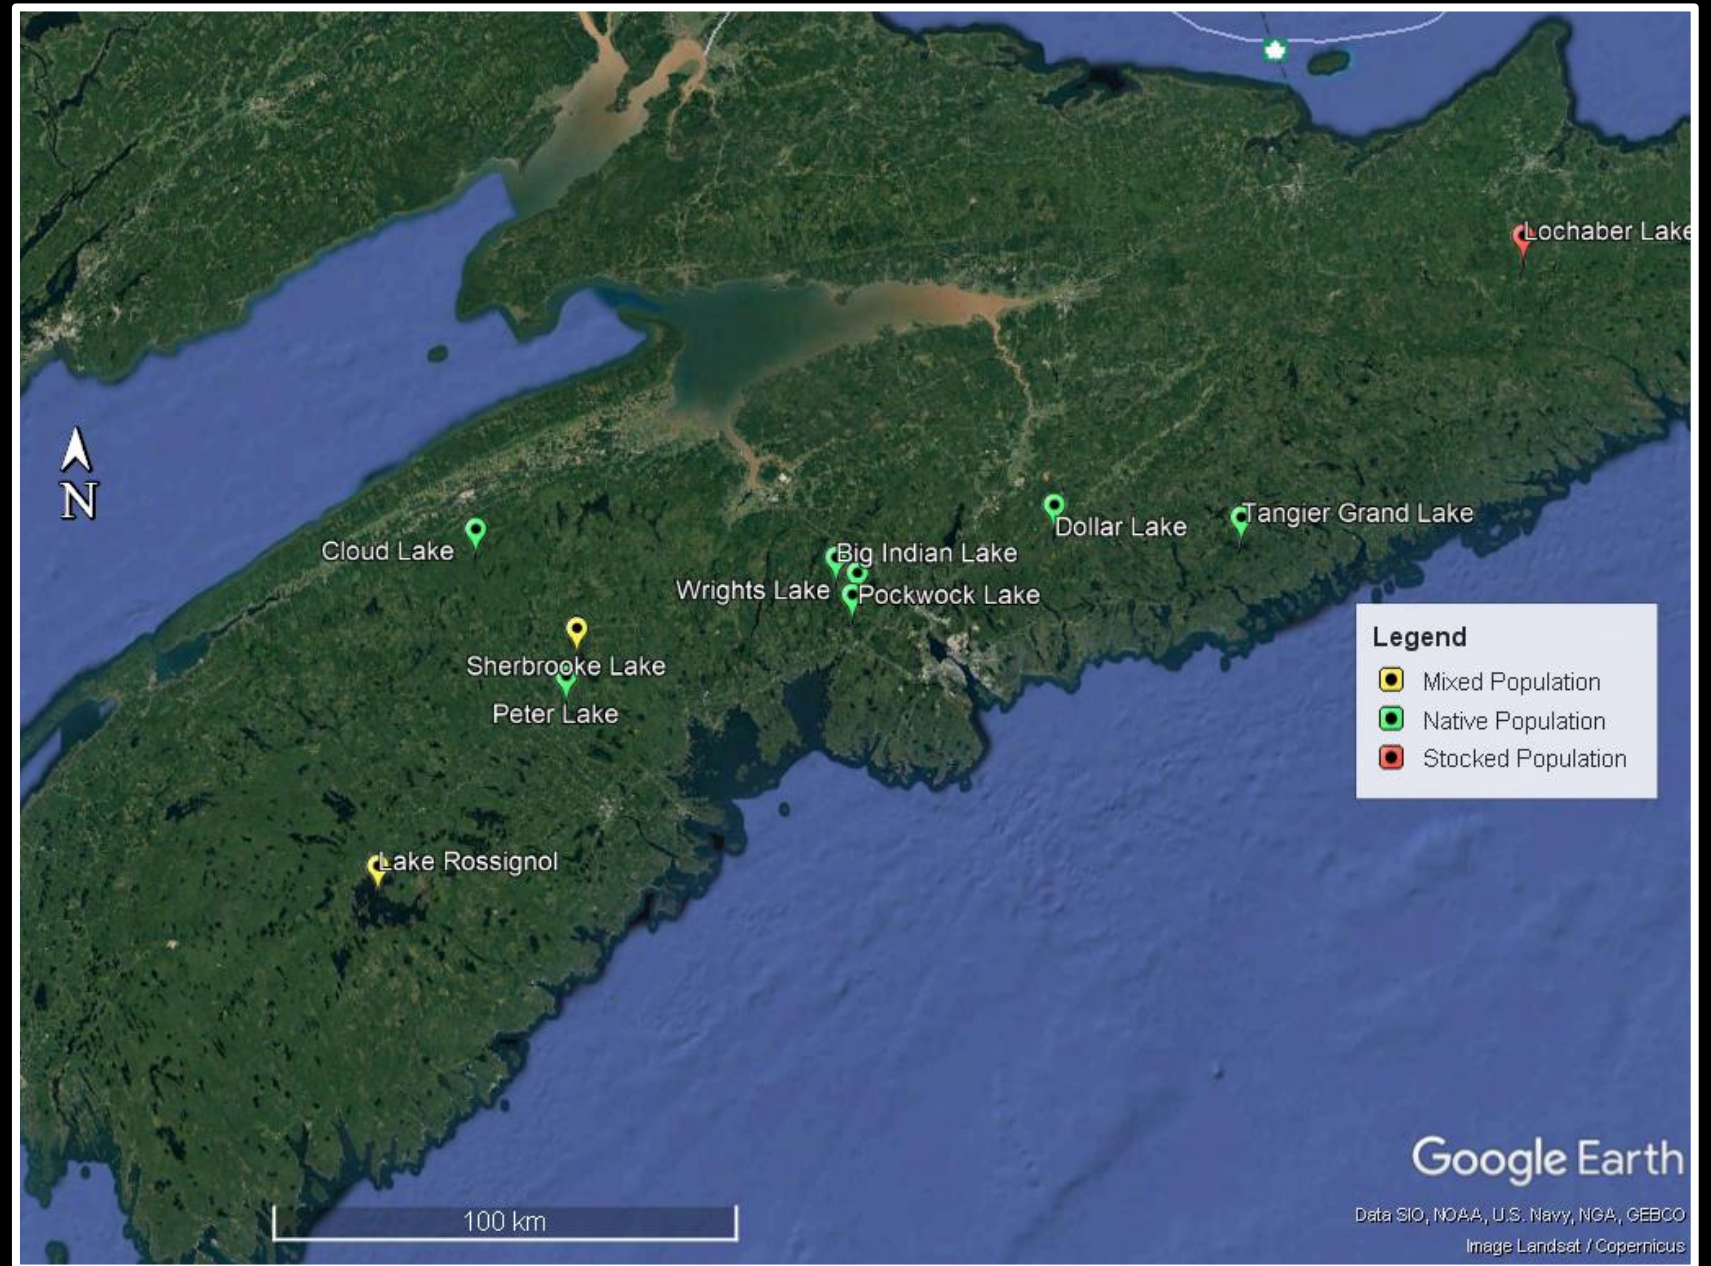 Lochaber Lake
N
Tangier Grand Lake
Dollar Lake
Cloud Lake
Big Indian Lake
Wrights Lake
Pockwock Lake
Sherbrooke Lake
Peter Lake
Lake Rossignol
Legend
Mixed Population
Native Population
Stocked Population
100 km
Google Earth
Data SIO, NOAA, U.S. Navy, NGA, GEBCO
Image Landsat / Copernicus